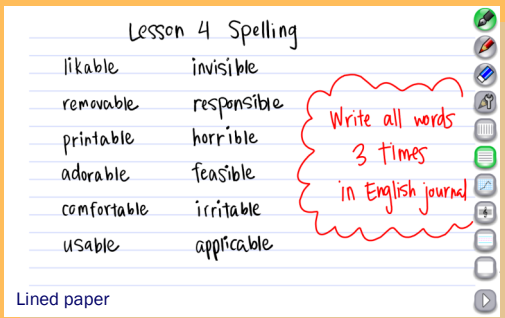 Lesson 4 Spelling
likable invisible
removable responsible
printable horrible
adorable feasible
comfortable irritable
usable applicable
Write all words
3 times
in English journal
Lined paper